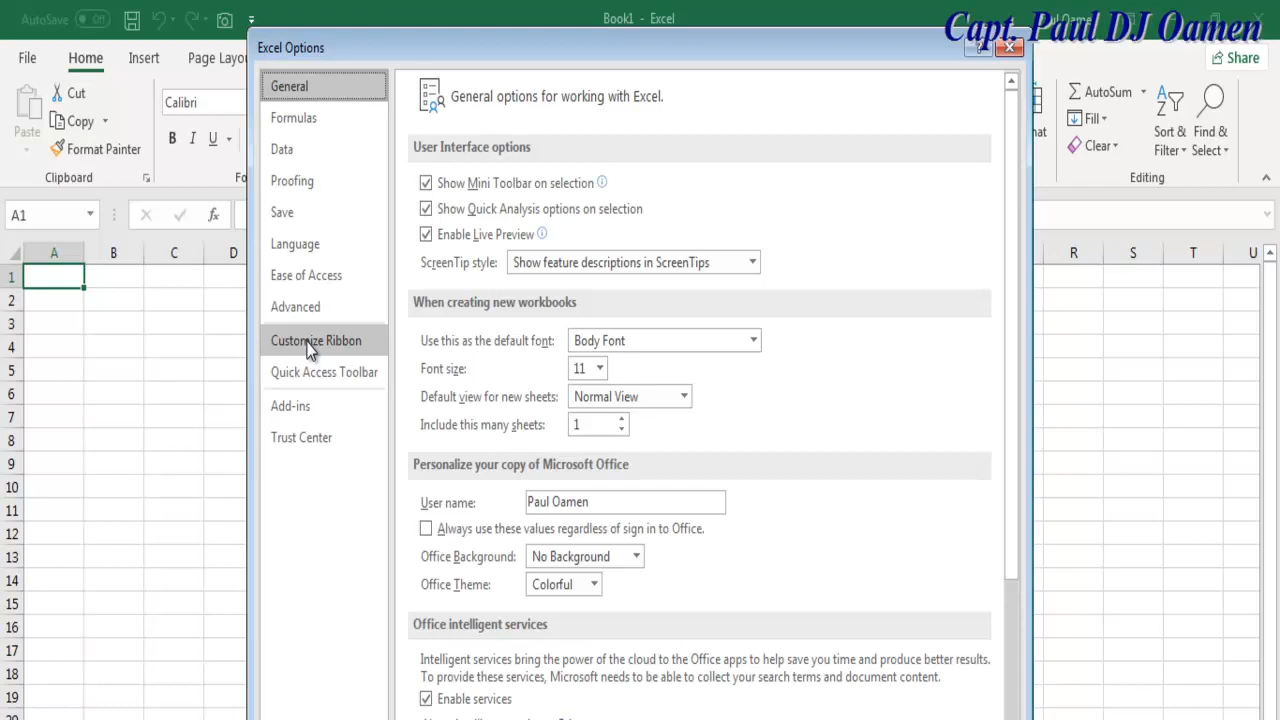 AutoSave Off
Book1 - Excel
Capt. Paul DJ Oamen
File Home Insert Page Layou
Share
Excel Options
Paste
Cut
Copy
Format Painter
Clipboard
Calibri
B I U
Fo
AutoSum
Fill
Clear
Sort & Filter
Find & Select
Editing
A1
fx
A B C D R S T U
1
2
3
4
5
6
7
8
9
10
11
12
13
14
15
16
17
18
19
General
Formulas
Data
Proofing
Save
Language
Ease of Access
Advanced
Customize Ribbon
Quick Access Toolbar
Add-ins
Trust Center
General options for working with Excel.
User Interface options
Show Mini Toolbar on selection
Show Quick Analysis options on selection
Enable Live Preview
ScreenTip style: Show feature descriptions in ScreenTips
When creating new workbooks
Use this as the default font: Body Font
Font size: 11
Default view for new sheets: Normal View
Include this many sheets: 1
Personalize your copy of Microsoft Office
User name: Paul Oamen
Always use these values regardless of sign in to Office.
Office Background: No Background
Office Theme: Colorful
Office intelligent services
Intelligent services bring the power of the cloud to the Office apps to help save you time and produce better results.
To provide these services, Microsoft needs to be able to collect your search terms and document content.
Enable services